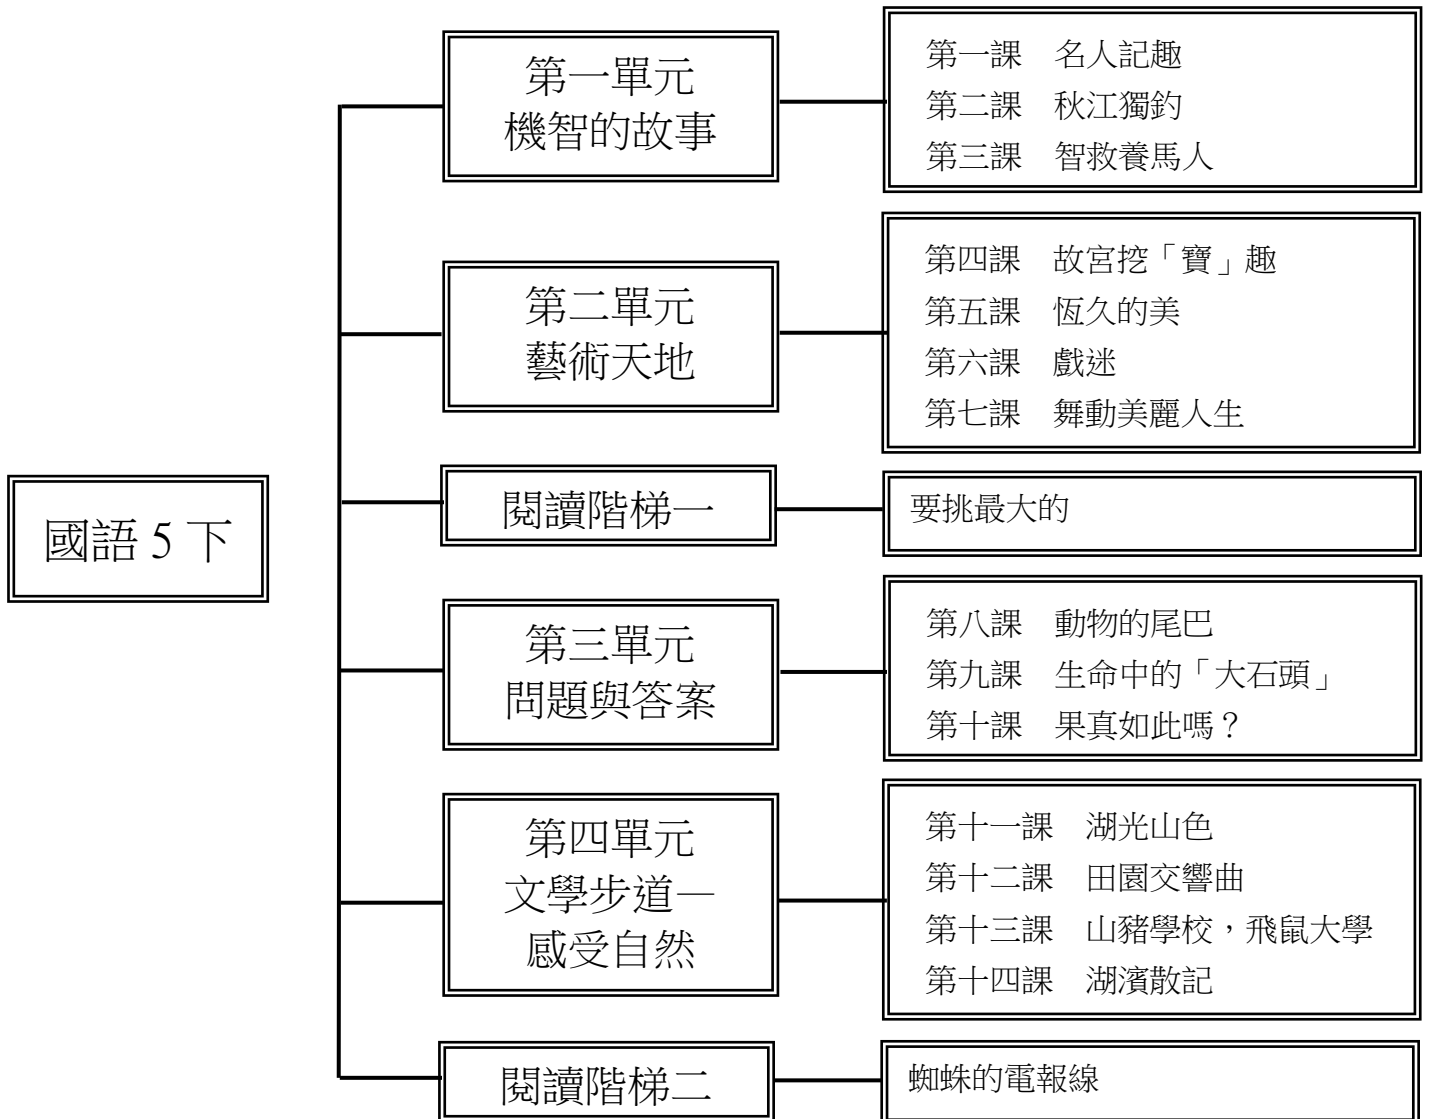 國語 5 下
第一單元
機智的故事
第一課　名人記趣
第二課　秋江獨釣
第三課　智救養馬人
第二單元
藝術天地
第四課　故宮挖「寶」趣
第五課　恆久的美
第六課　戲迷
第七課　舞動美麗人生
閱讀階梯一
要挑最大的
第三單元
問題與答案
第八課　動物的尾巴
第九課　生命中的「大石頭」
第十課　果真如此嗎？
第四單元
文學步道—
感受自然
第十一課　湖光山色
第十二課　田園交響曲
第十三課　山豬學校，飛鼠大學
第十四課　湖濱散記
閱讀階梯二
蜘蛛的電報線